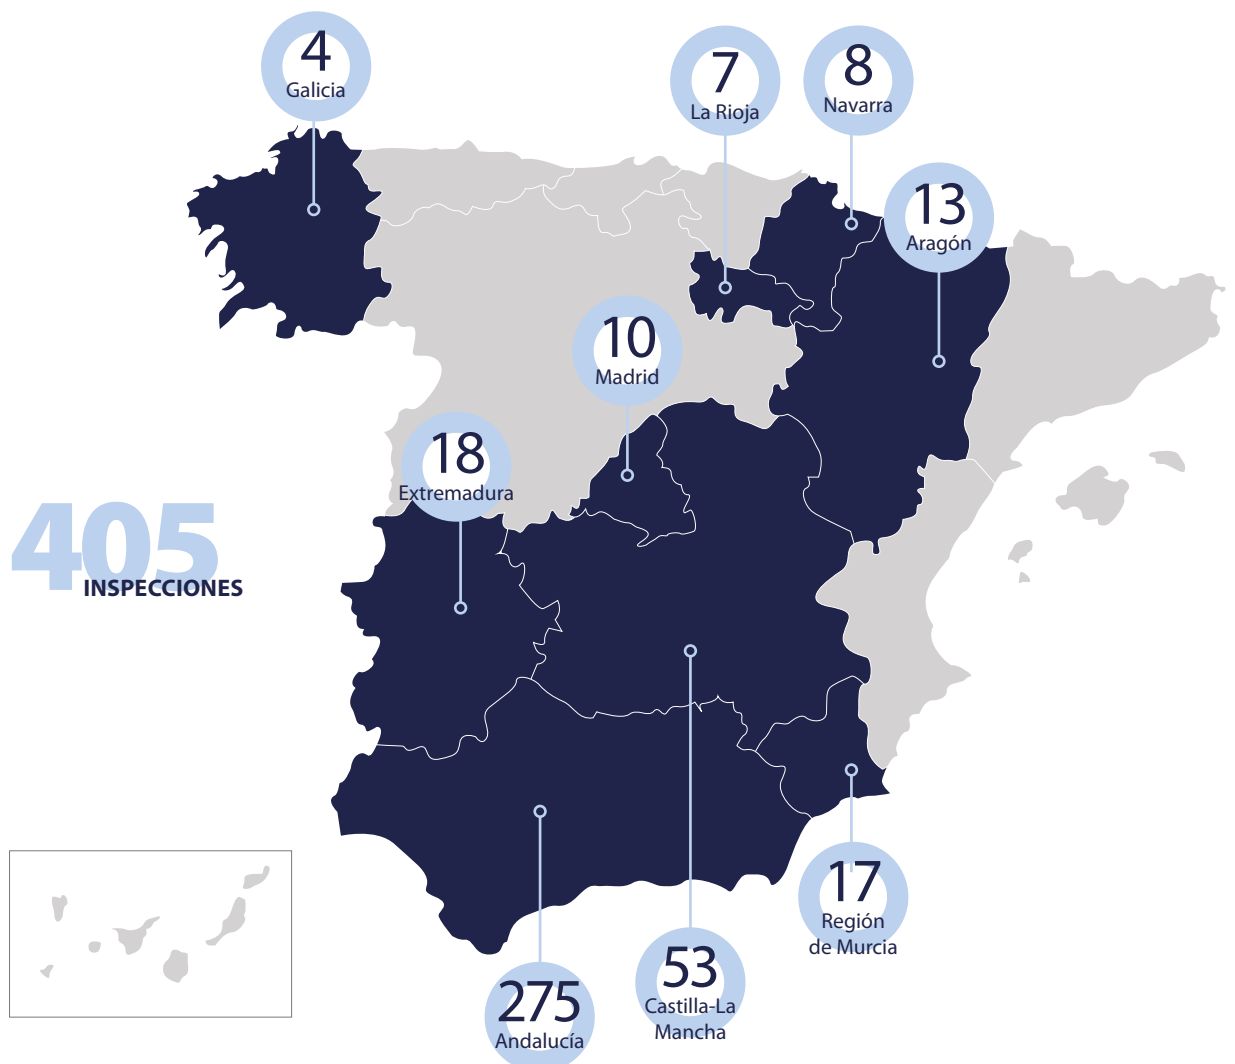 4
Galicia
7
La Rioja
8
Navarra
13
Aragón
10
Madrid
18
Extremadura
405
INSPECCIONES
17
Región
de Murcia
53
Castilla-La
Mancha
275
Andalucía